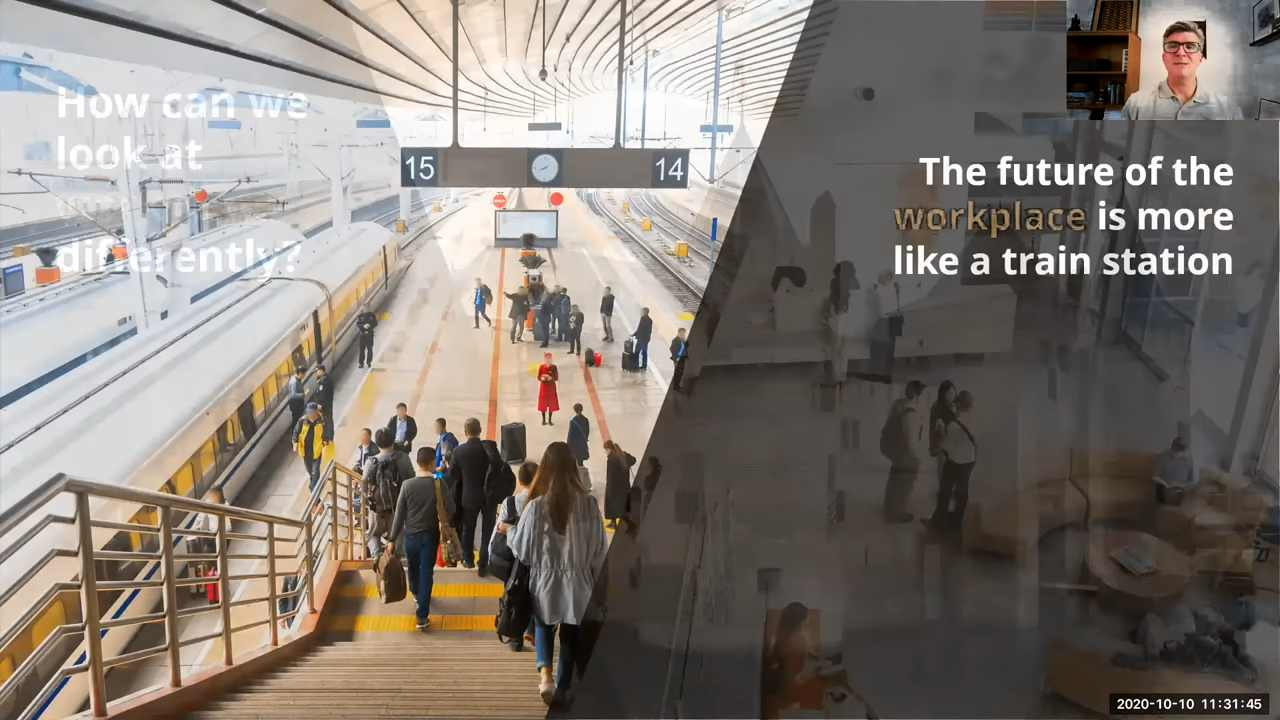 How can we
look at
differently?
15
14
The future of the
workplace is more
like a train station
2020-10-10 11:31:45